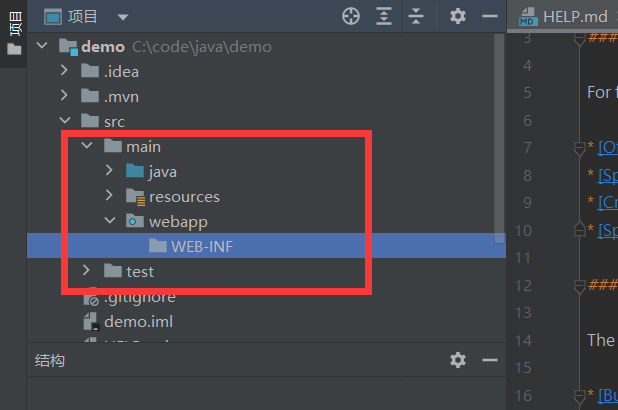 项目
项目
demo C:\code\java\demo
.idea
.mvn
src
main
java
resources
webapp
WEB-INF
test
.gitignore
demo.iml
结构
HELP.md
3 ###
4
5 For f
6
7 * [O
8 * [Sp
9 * [Cr
10 * [Sp
11
12 ###
13
14 The
15
16 * [Bu